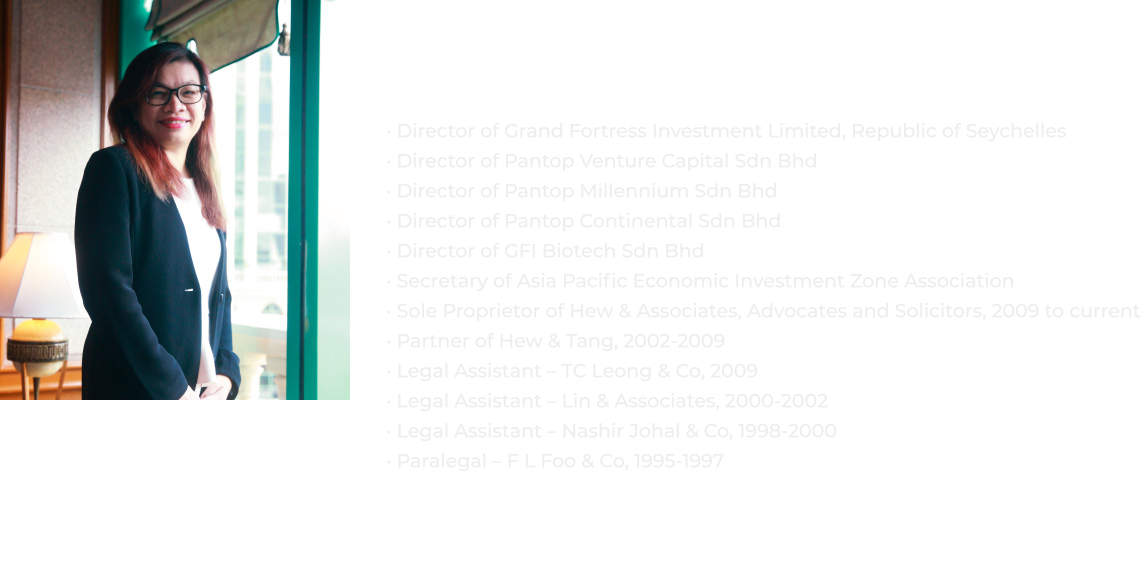 · Director of Grand Fortress Investment Limited, Republic of Seychelles
· Director of Pantop Venture Capital Sdn Bhd
· Director of Pantop Millennium Sdn Bhd
· Director of Pantop Continental Sdn Bhd
· Director of GFI Biotech Sdn Bhd
· Secretary of Asia Pacific Economic Investment Zone Association
· Sole Proprietor of Hew & Associates, Advocates and Solicitors, 2009 to current
· Partner of Hew & Tang, 2002-2009
· Legal Assistant – TC Leong & Co, 2009
· Legal Assistant – Lin & Associates, 2000-2002
· Legal Assistant – Nashir Johal & Co, 1998-2000
· Paralegal – F L Foo & Co, 1995-1997